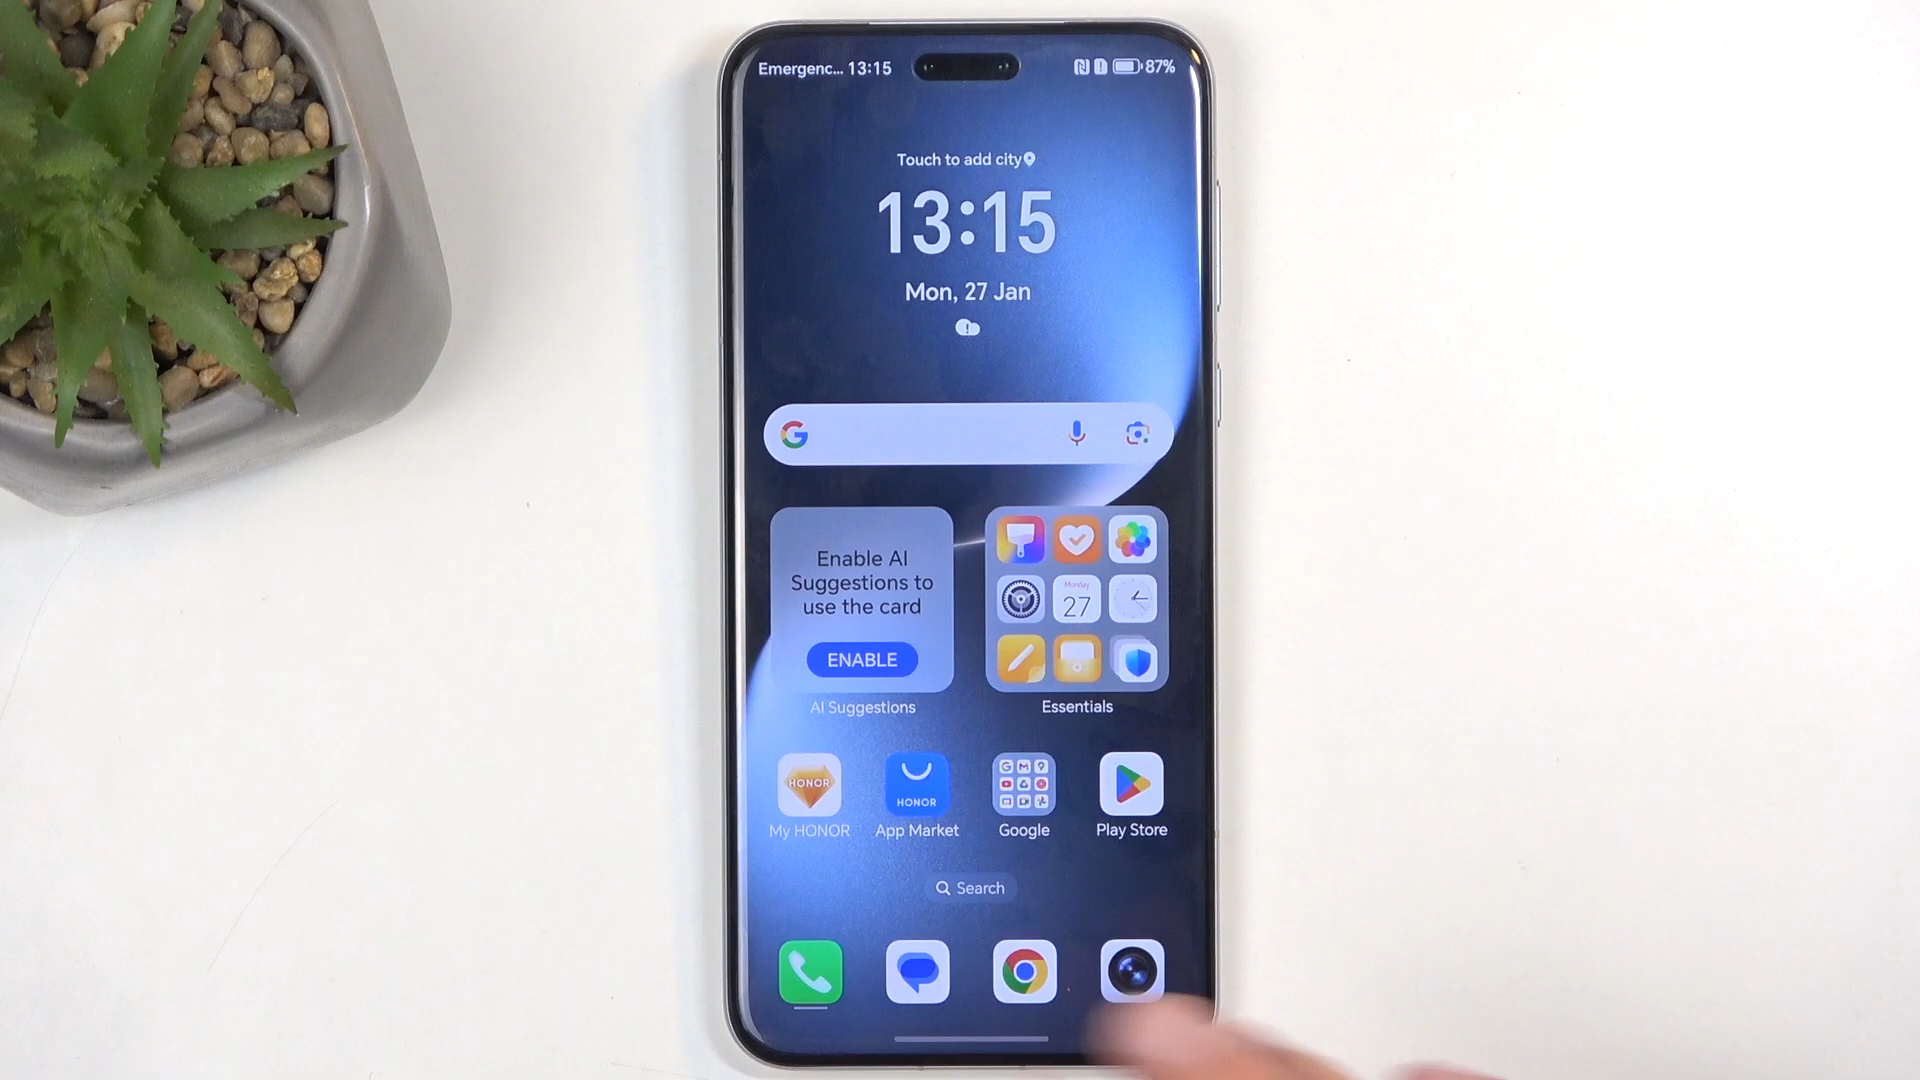 Emergenc... 13:15
87%
Touch to add city
13:15
Mon, 27 Jan
Enable AI
Suggestions to
use the card
ENABLE
Monday
27
AI Suggestions
Essentials
HONOR
HONOR
My HONOR
App Market
Google
Play Store
Search